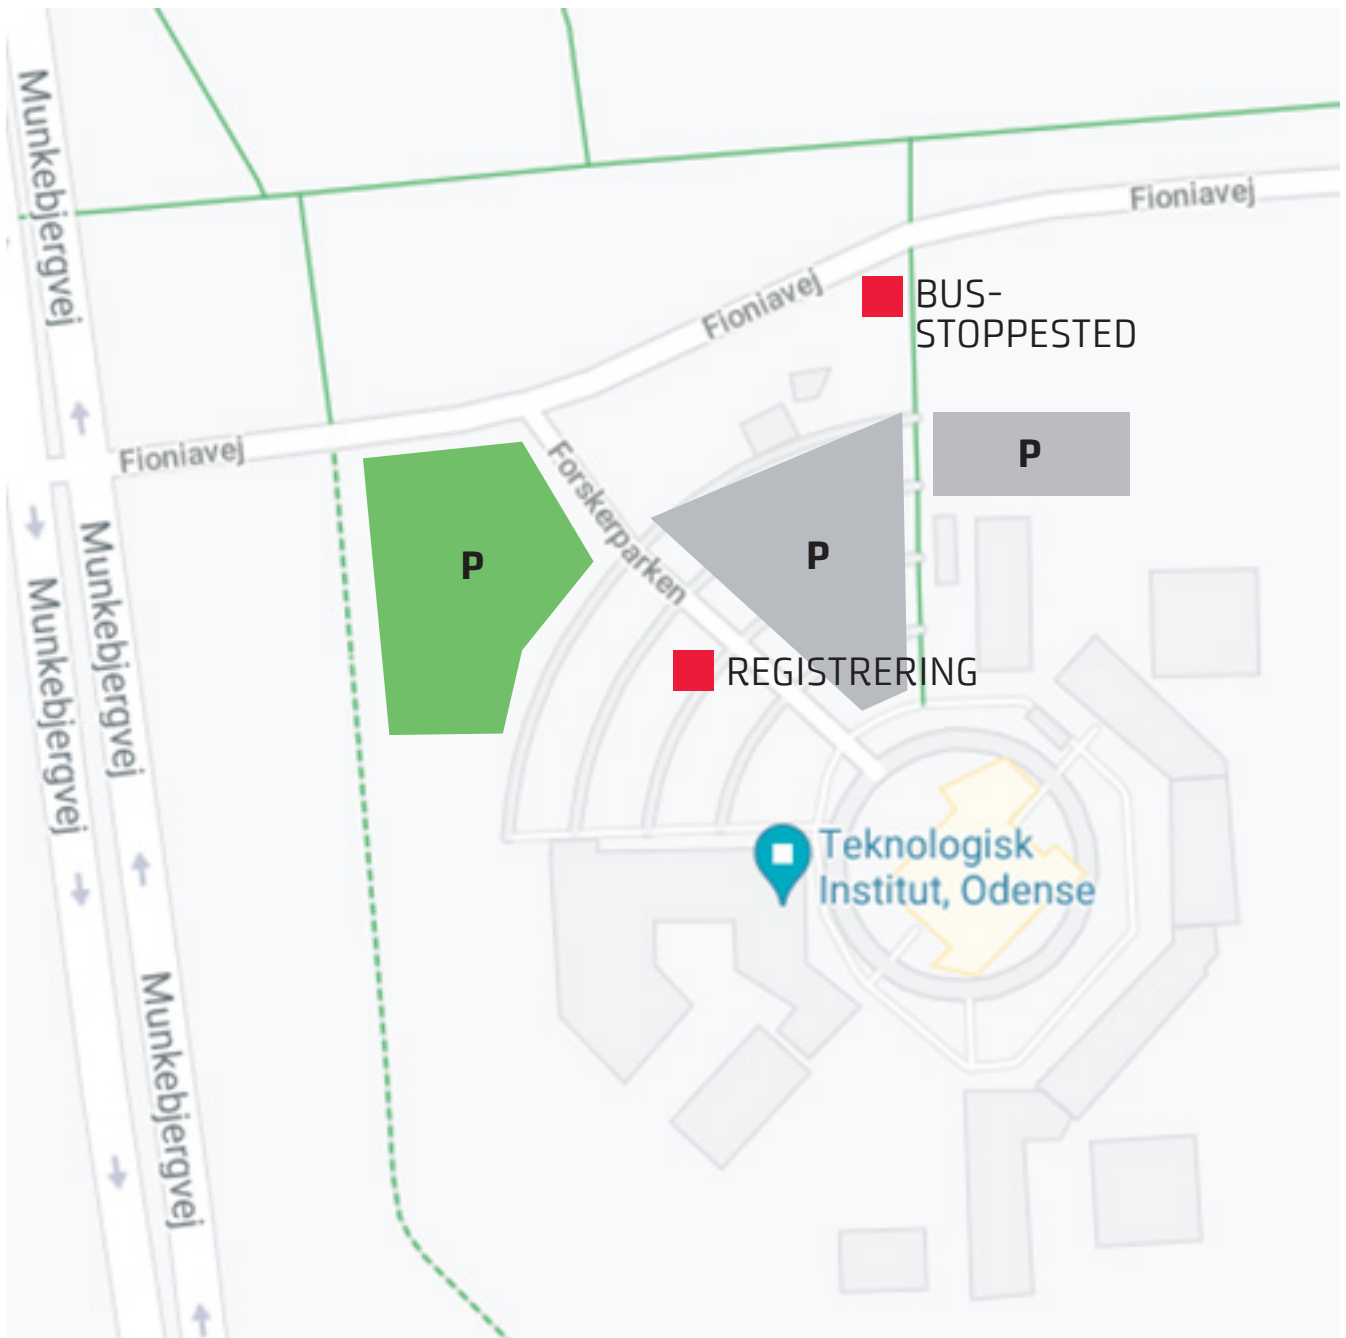 Munkebjergvej
Fioniavej
Fioniavej
BUS-
STOPPESTED
Fioniavej
P
P
P
Forskerparken
REGISTRERING
Munkebjergvej
Munkebjergvej
Teknologisk
Institut, Odense
Munkebjergvej